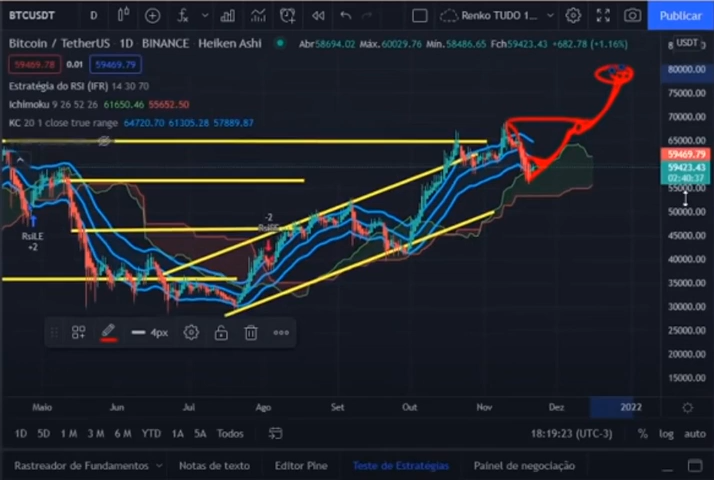 BTCUSDT D Renko TUDO 1... Publicar
Bitcoin / TetherUS 1D BINANCE Heiken Ashi Abr58694.02 Máx.60029.76 Mín.58486.65 Fch59423.43 +682.78 (+1.16%) USDT
59469.78 0.01 59469.79
80000.00
Estratégia do RSI (IFR) 14 30 70
75000.00
Ichimoku 9 26 52 26 61650.46 55652.50
KC 20 1 close true range 64720.70 61305.28 57889.87
70000.00
65000.00
59469.79
59423.43
02:40:37
55000.00
50000.00
-2
RsiLE
+2
45000.00
40000.00
35000.00
30000.00
4px
25000.00
20000.00
15000.00
Maio Jun Jul Ago Set Out Nov Dez 2022
1D 5D 1M 3M 6M YTD 1A 5A Todos 18:19:23 (UTC-3) % log auto
Rastreador de Fundamentos Notas de texto Editor Pine Teste de Estratégias Painel de negociação